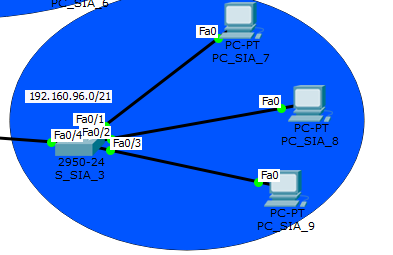 PC_SIA_6
Fa0
PC-PT
PC_SIA_7
192.160.96.0/21
Fa0/1
Fa0
Fa0/4
Fa0/2
PC-PT
PC_SIA_8
Fa0/3
2950-24
S_SIA_3
Fa0
PC-PT
PC_SIA_9